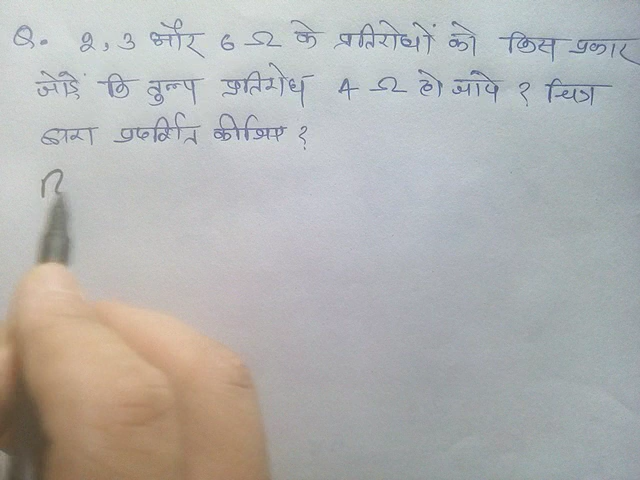 Q. 2, 3 और 6 Ω के प्रतिरोधों को किस प्रकार
जोड़ें कि तुल्य प्रतिरोध 4 Ω हो जाये ? चित्र
द्वारा प्रदर्शित कीजिए ?